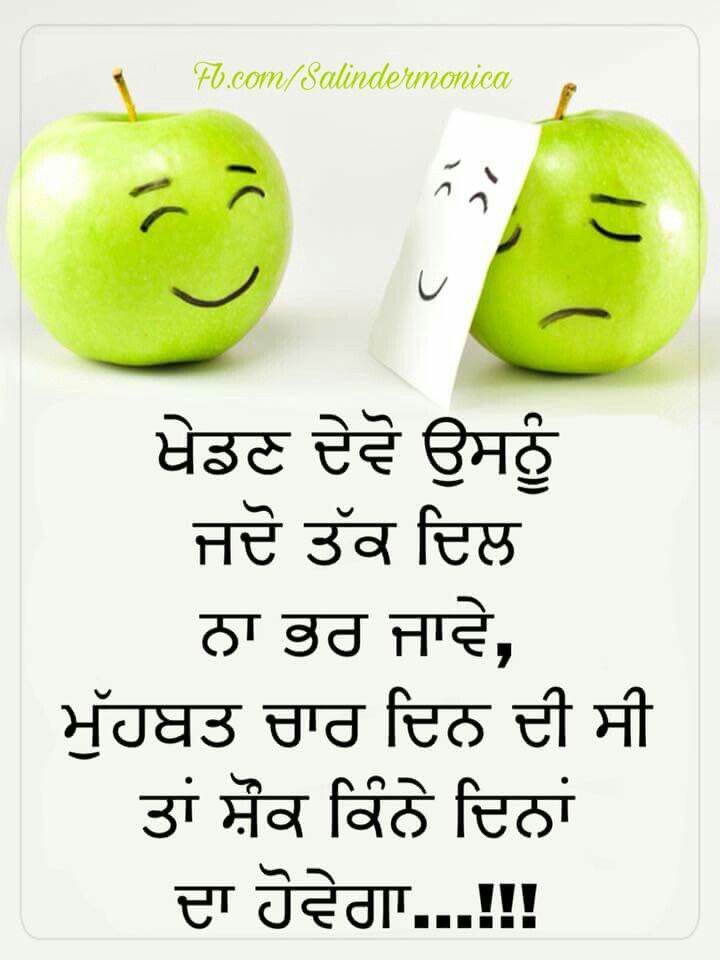 Fb.com/Salindermonica
ਖੇਡਣ ਦੇਵੋ ਉਸਨੂੰ
ਜਦੋ ਤੱਕ ਦਿਲ
ਨਾ ਭਰ ਜਾਵੇ,
ਮੁੱਹਬਤ ਚਾਰ ਦਿਨ ਦੀ ਸੀ
ਤਾਂ ਸ਼ੌਕ ਕਿੰਨੇ ਦਿਨਾਂ
ਦਾ ਹੋਵੇਗਾ...!!!